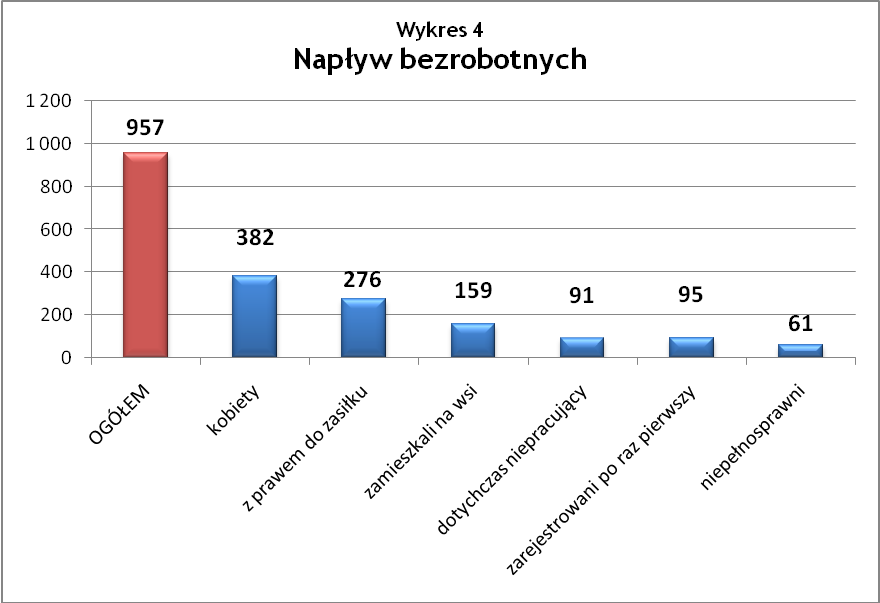 Wykres 4
Napływ bezrobotnych
1 200
1 000
800
600
400
200
0
957
382
276
159
91
95
61
OGÓŁEM
kobiety
z prawem do zasiłku
zamieszkali na wsi
dotychczas niepracujący
zarejestrowani po raz pierwszy
niepełnosprawni